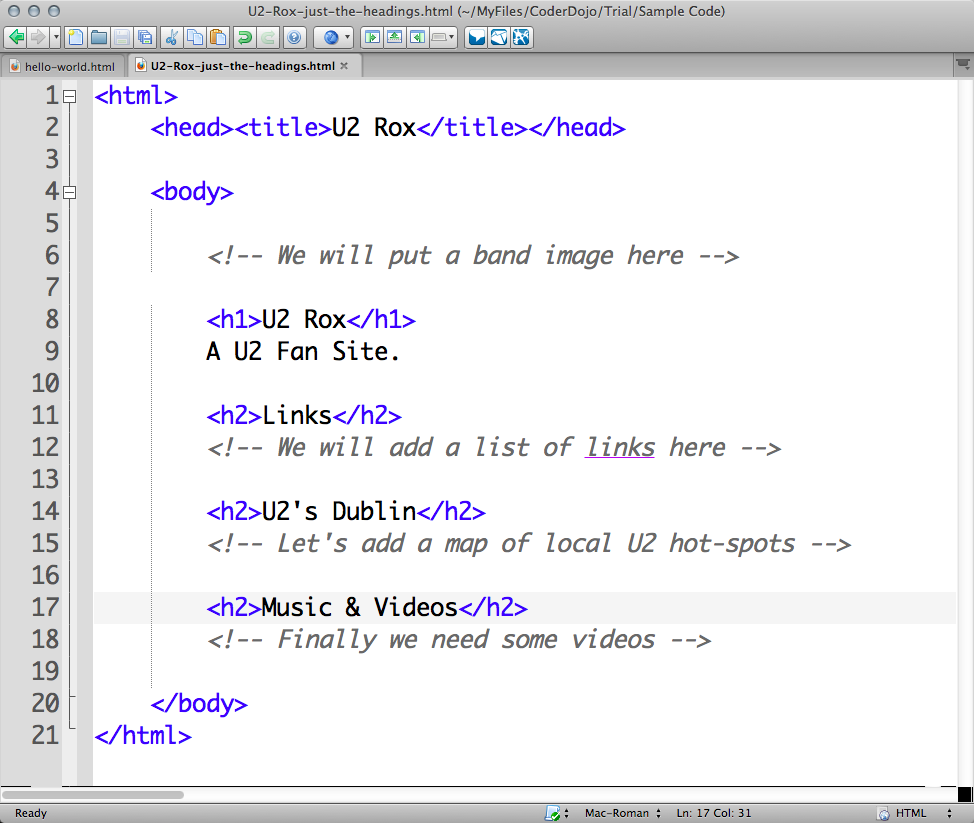 U2-Rox-just-the-headings.html (~/MyFiles/CoderDojo/Trial/Sample Code)
hello-world.html U2-Rox-just-the-headings.html
1 <html>
2 <head><title>U2 Rox</title></head>
3
4 <body>
5
6 <!-- We will put a band image here -->
7
8 <h1>U2 Rox</h1>
9 A U2 Fan Site.
10
11 <h2>Links</h2>
12 <!-- We will add a list of links here -->
13
14 <h2>U2's Dublin</h2>
15 <!-- Let's add a map of local U2 hot-spots -->
16
17 <h2>Music & Videos</h2>
18 <!-- Finally we need some videos -->
19
20 </body>
21 </html>
Ready Mac-Roman Ln: 17 Col: 31 HTML